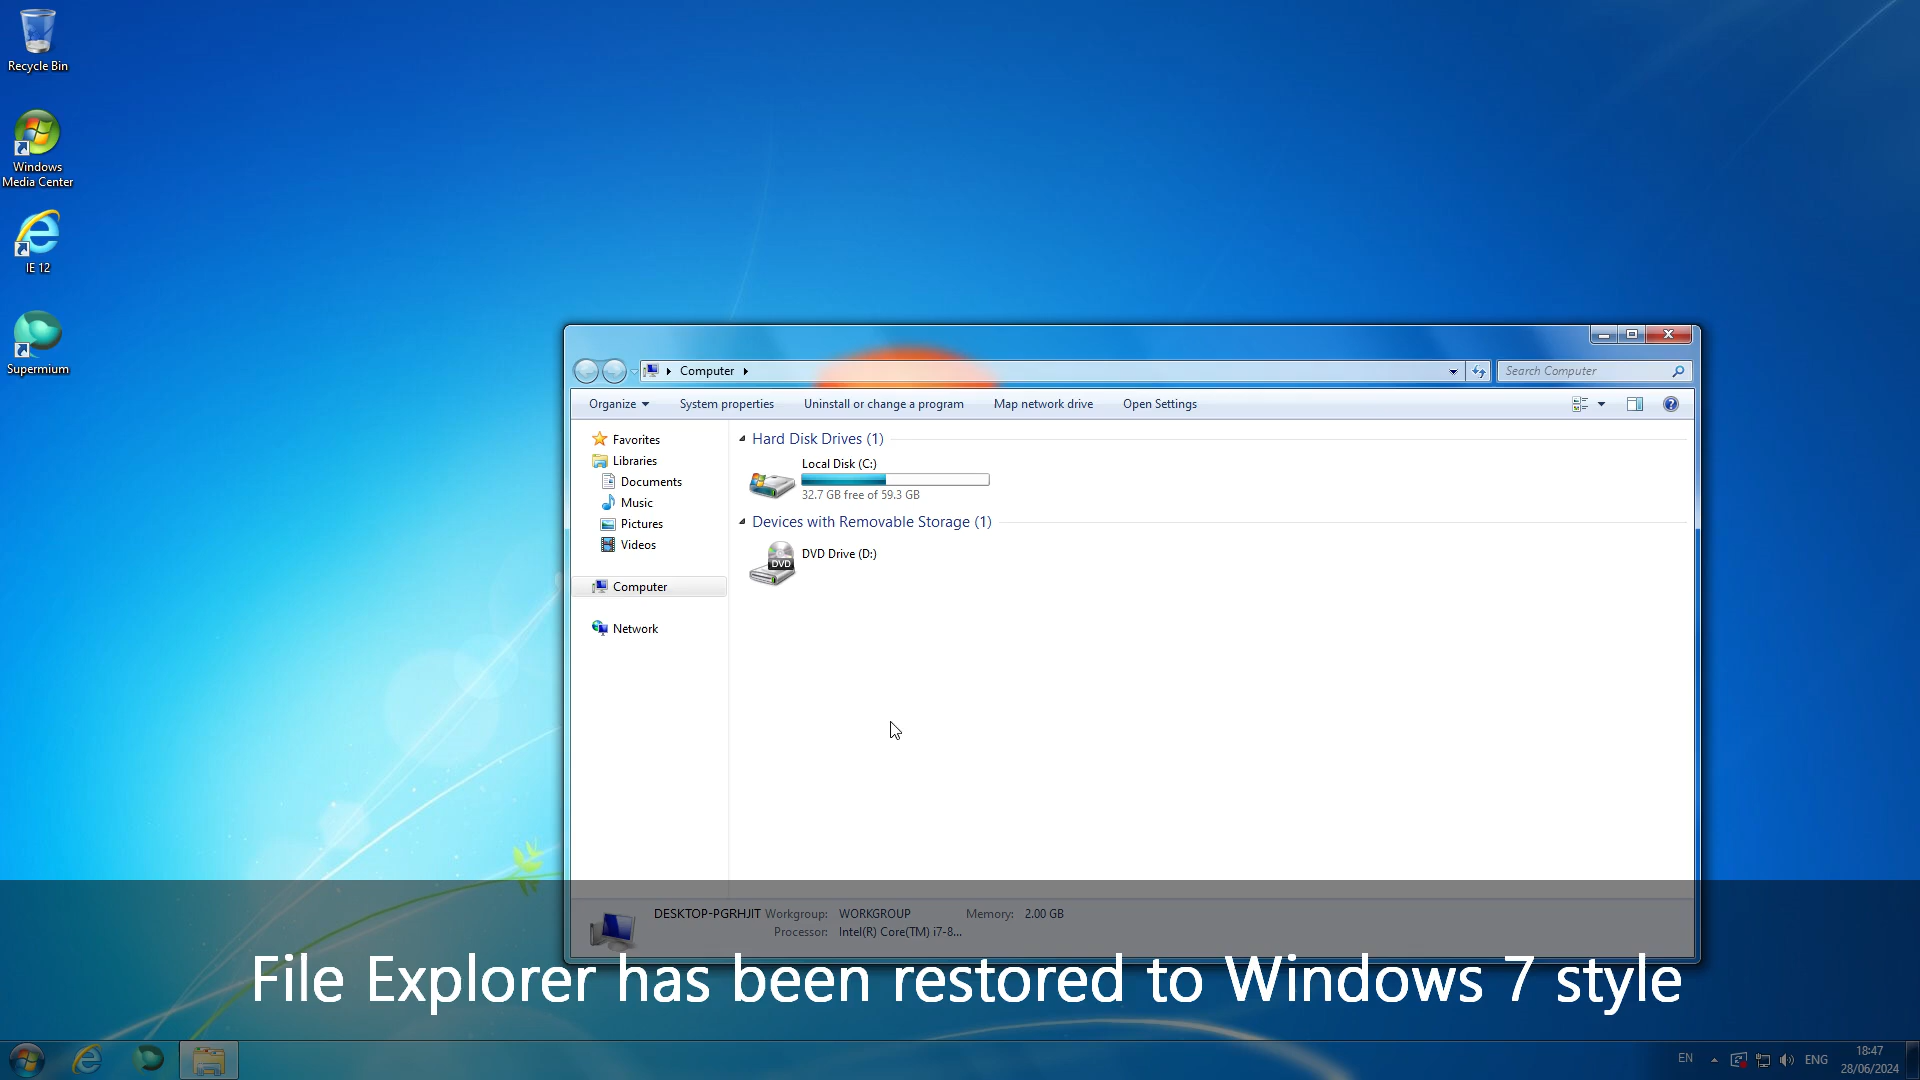 Recycle Bin
Windows
Media Center
IE 12
Supermium
Computer
Search Computer
Organize
System properties
Uninstall or change a program
Map network drive
Open Settings
Favorites
Libraries
Documents
Music
Pictures
Videos
Computer
Network
Hard Disk Drives (1)
Local Disk (C:)
32.7 GB free of 59.3 GB
Devices with Removable Storage (1)
DVD
DVD Drive (D:)
DESKTOP-PGRHJIT Workgroup: WORKGROUP Memory: 2.00 GB
Processor: Intel(R) Core(TM) i7-8...
File Explorer has been restored to Windows 7 style
EN
ENG
18:47
28/06/2024